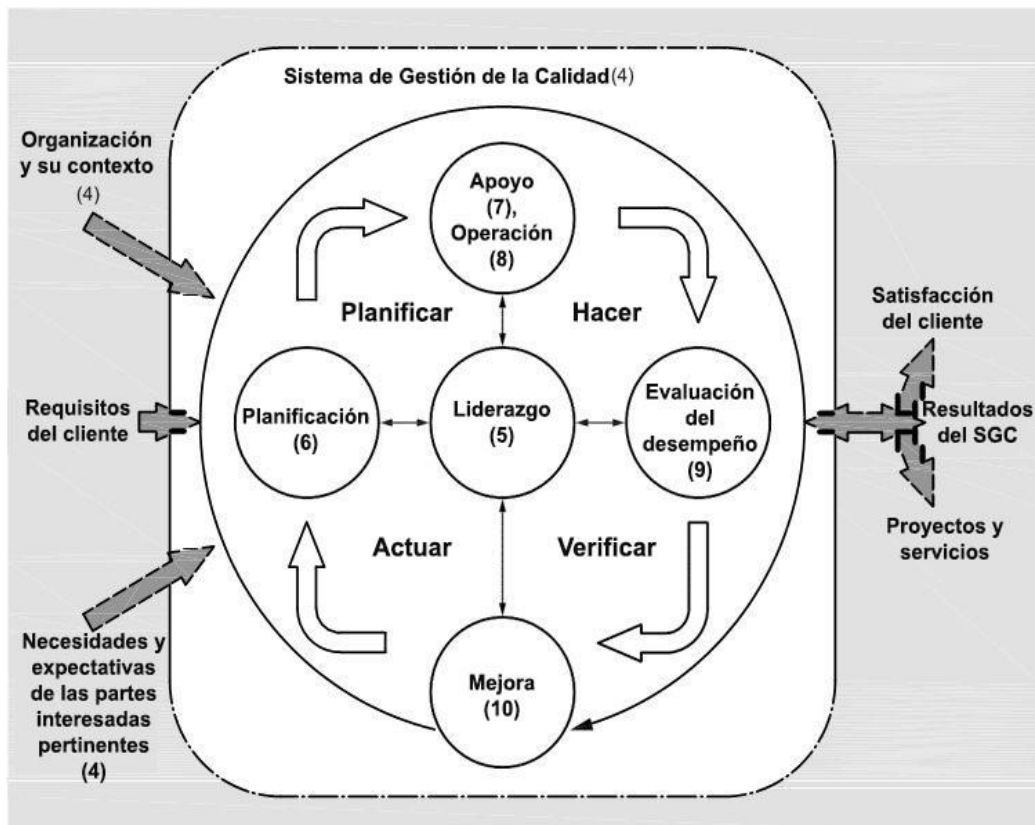 Sistema de Gestión de la Calidad(4)
Organización
y su contexto
(4)
Apoyo
(7),
Operación
(8)
Planificar
Hacer
Satisfacción
del cliente
Requisitos
del cliente
Planificación
(6)
Liderazgo
(5)
Evaluación
del
desempeño
(9)
Resultados
del SGC
Actuar
Verificar
Proyectos y
servicios
Necesidades y
expectativas
de las partes
interesadas
pertinentes
(4)
Mejora
(10)